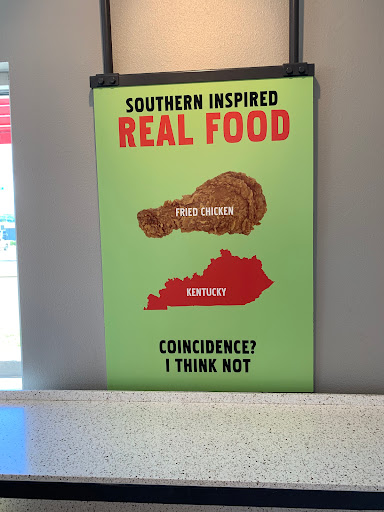 SOUTHERN INSPIRED
REAL FOOD
FRIED CHICKEN
KENTUCKY
COINCIDENCE?
I THINK NOT